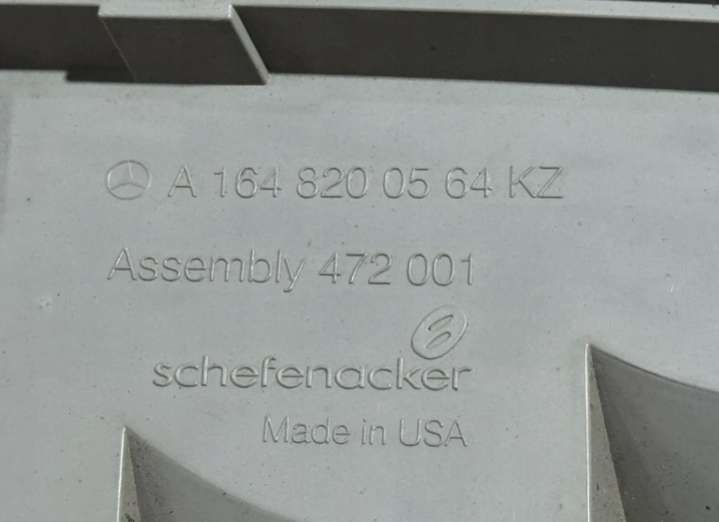 A 164 820 05 64 KZ
Assembly 472 001
schefenacker
Made in USA